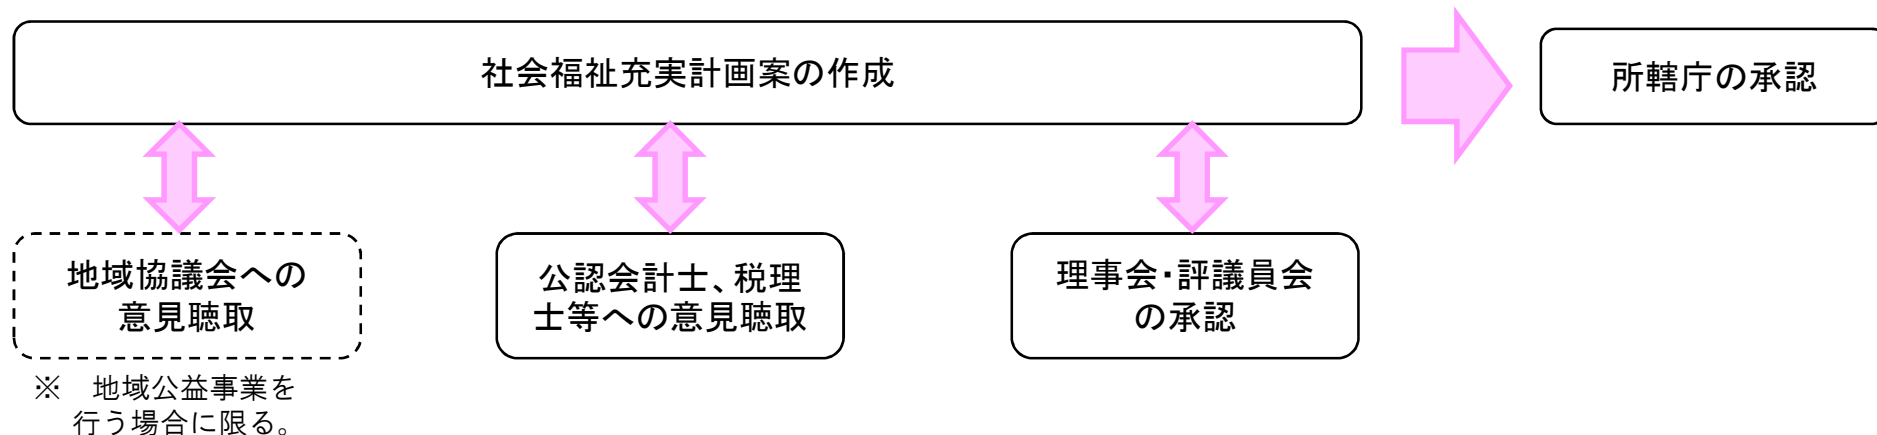 社会福祉充実計画案の作成
所轄庁の承認
地域協議会への
意見聴取
公認会計士、税理
士等への意見聴取
理事会・評議員会
の承認
※　地域公益事業を
行う場合に限る。